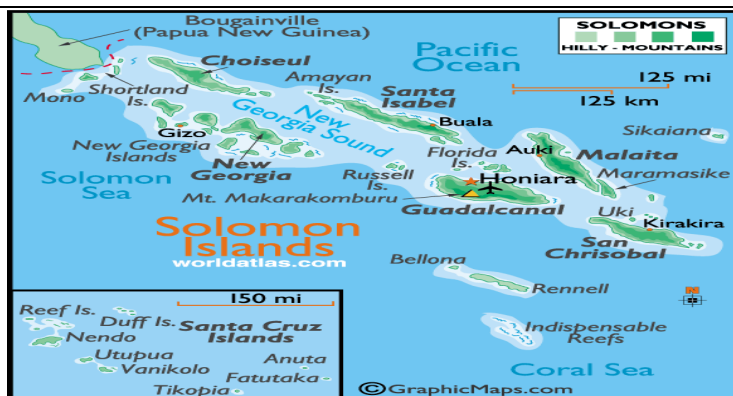 Bougainville
(Papua New Guinea)
SOLOMONS
HILLY - MOUNTAINS
Pacific
Ocean
Choiseul
Amayan
Is.
125 mi
125 km
Mono
Shortland
Is.
Santa
Isabel
New
Georgia Sound
Buala
Gizo
New Georgia
Islands
New
Georgia
Sikaiana
Florida
Is.
Auki
Malaita
Maramasike
Solomon
Sea
Russell
Is.
Honiara
Mt. Makarakomburu
Guadalcanal
Uki
Kirakira
San
Chrisobal
Solomon
Islands
worldatlas.com
Bellona
Rennell
150 mi
Reef Is.
Duff Is.
Santa Cruz
Islands
Nendo
Utupua
Vanikolo
Anuta
Fatutaka
Tikopia
Indispensable
Reefs
Coral Sea
©GraphicMaps.com